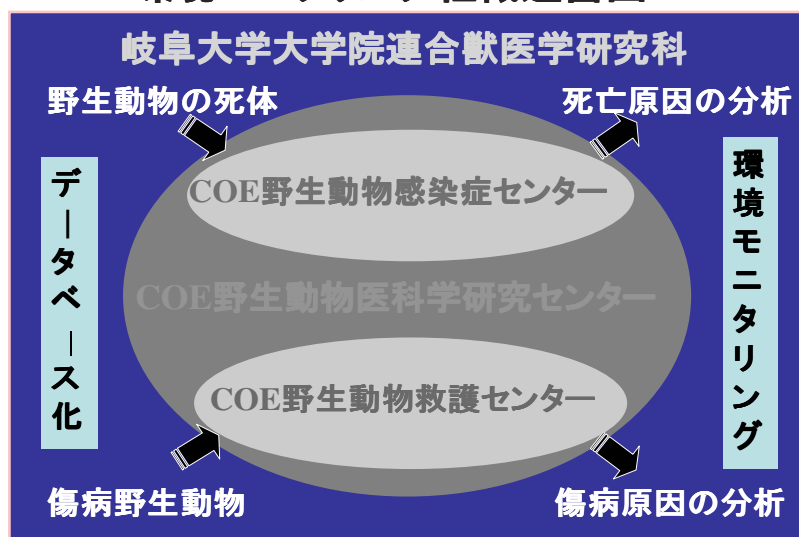 岐阜大学大学院連合獣医学研究科
野生動物の死体
死亡原因の分析
COE野生動物感染症センター
データベース化
COE野生動物医科学研究センター
環境モニタリング
COE野生動物救護センター
傷病野生動物
傷病原因の分析